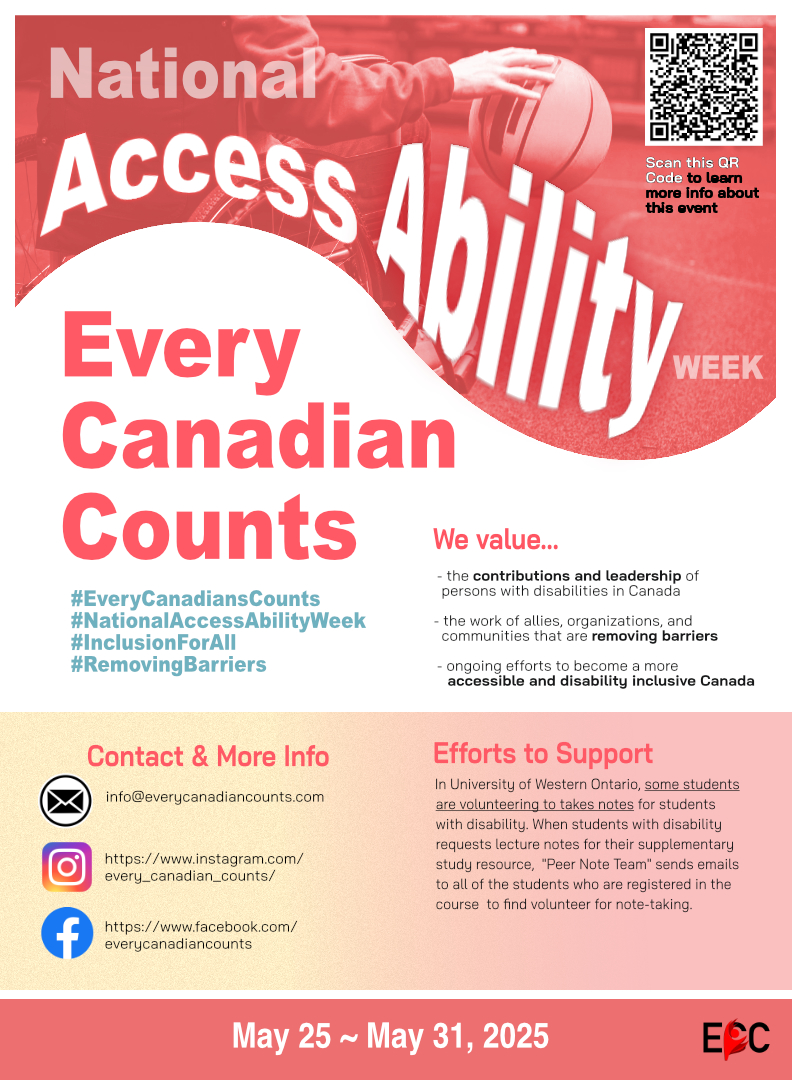 National
Access Ability
WEEK
Scan this QR
Code to learn
more info about
this event
Every
Canadian
Counts
#EveryCanadiansCounts
#NationalAccessAbilityWeek
#InclusionForAll
#RemovingBarriers
We value...
- the contributions and leadership of
persons with disabilities in Canada
- the work of allies, organizations, and
communities that are removing barriers
- ongoing efforts to become a more
accessible and disability inclusive Canada
Contact & More Info
info@everycanadiancounts.com
https://www.instagram.com/
every_canadian_counts/
https://www.facebook.com/
everycanadiancounts
Efforts to Support
In University of Western Ontario, some students
are volunteering to takes notes for students
with disability. When students with disability
requests lecture notes for their supplementary
study resource, "Peer Note Team" sends emails
to all of the students who are registered in the
course to find volunteer for note-taking.
May 25 ~ May 31, 2025
ECC